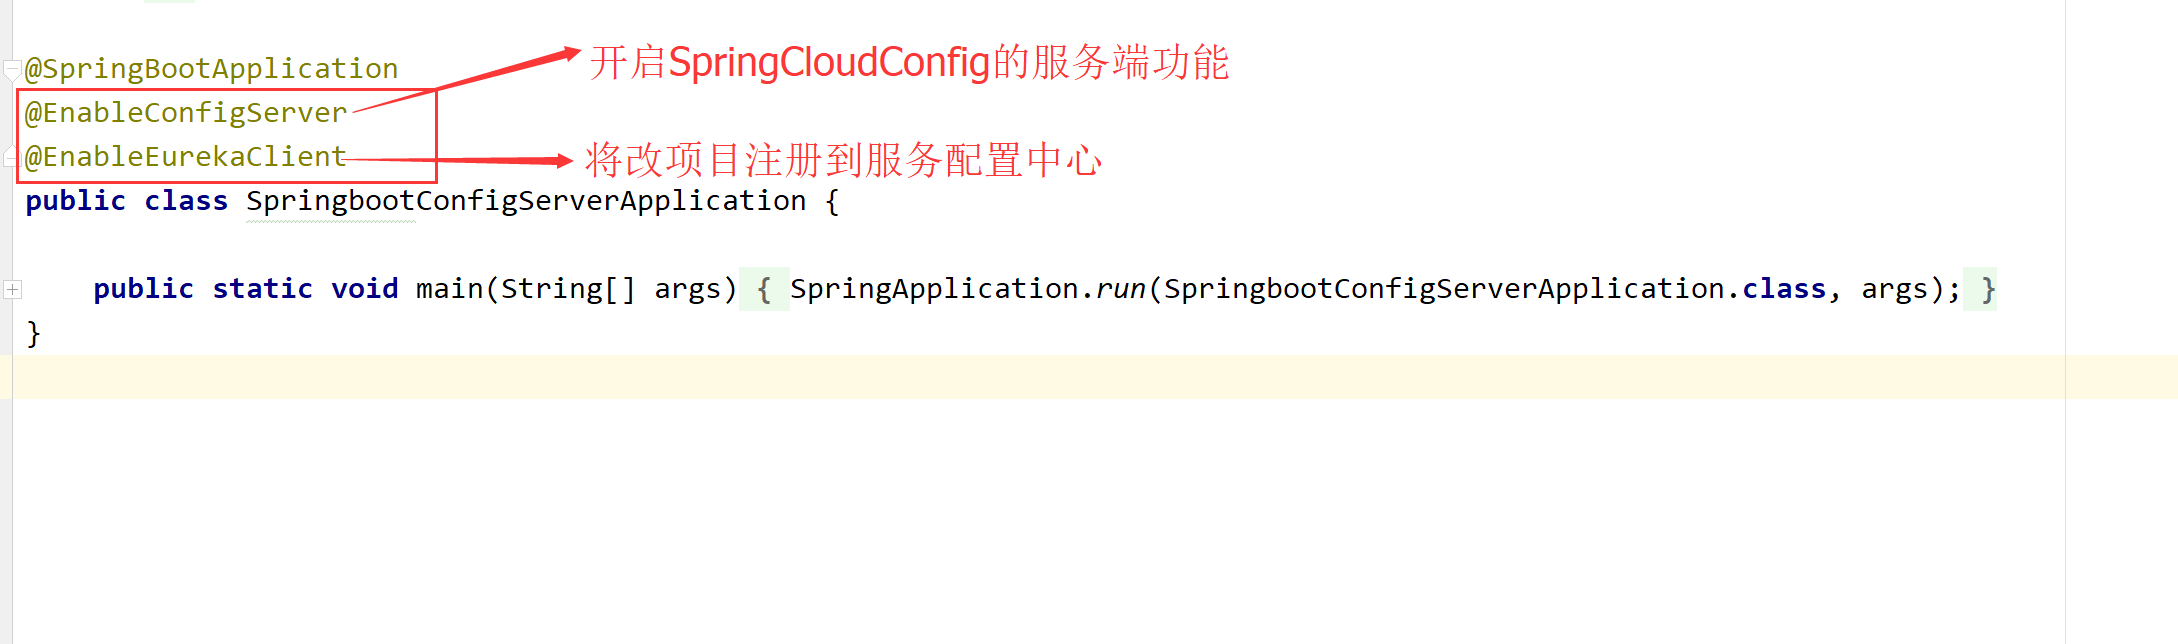 @SpringBootApplication
开启SpringCloudConfig的服务端功能
@EnableConfigServer
@EnableEurekaClient
将改项目注册到服务配置中心
public class SpringbootConfigServerApplication {
public static void main(String[] args) { SpringApplication.run(SpringbootConfigServerApplication.class, args); }
}